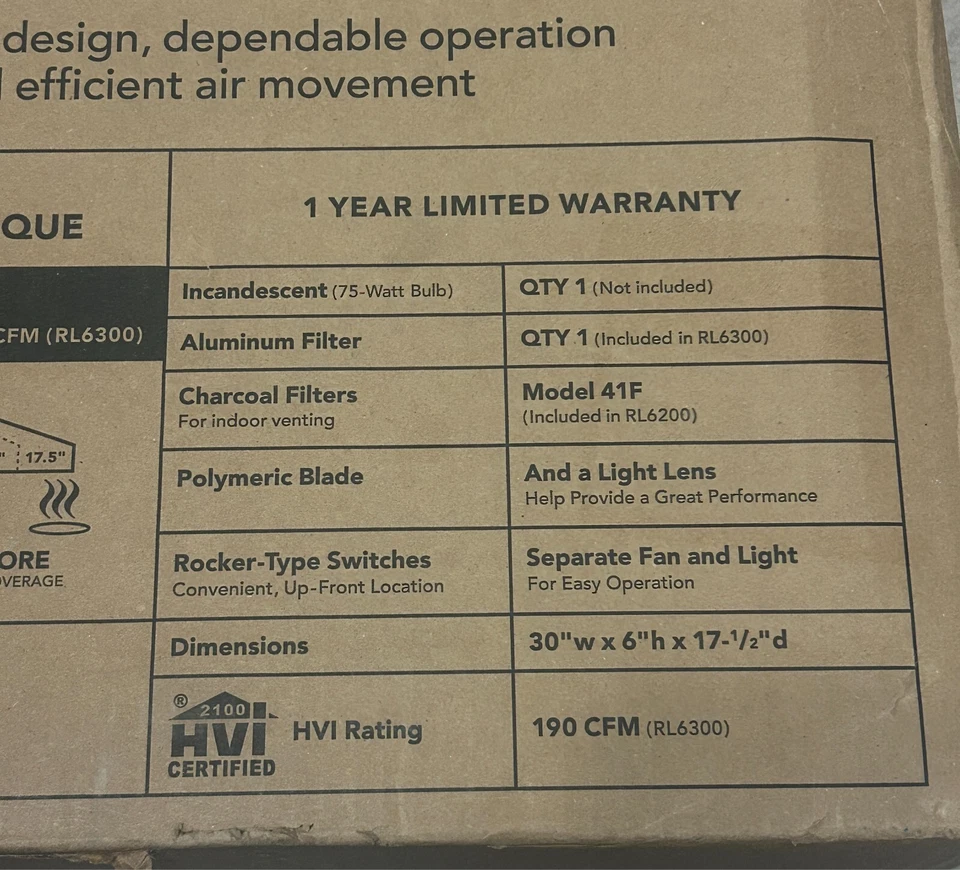 design, dependable operation
efficient air movement
QUE
1 YEAR LIMITED WARRANTY
CFM (RL6300)
Incandescent (75-Watt Bulb)
QTY 1 (Not included)
Aluminum Filter
QTY 1 (Included in RL6300)
Charcoal Filters
For indoor venting
Model 41F
(Included in RL6200)
17.5"
Polymeric Blade
And a Light Lens
Help Provide a Great Performance
ORE
OVERAGE
Rocker-Type Switches
Convenient, Up-Front Location
Separate Fan and Light
For Easy Operation
Dimensions
30"w x 6"h x 17-1/2"d
® 2100
HVI
CERTIFIED
HVI Rating
190 CFM (RL6300)